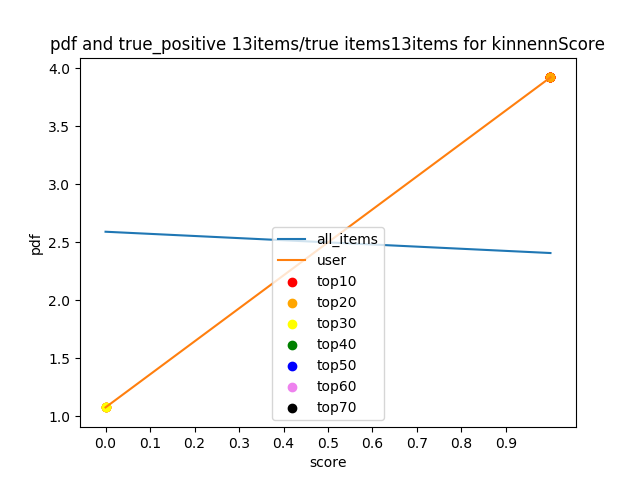 pdf and true_positive 13items/true items13items for kinnennScore
4.0
3.5
3.0
2.5
2.0
1.5
1.0
pdf
all_items
user
top10
top20
top30
top40
top50
top60
top70
0.0 0.1 0.2 0.3 0.4 0.5 0.6 0.7 0.8 0.9
score